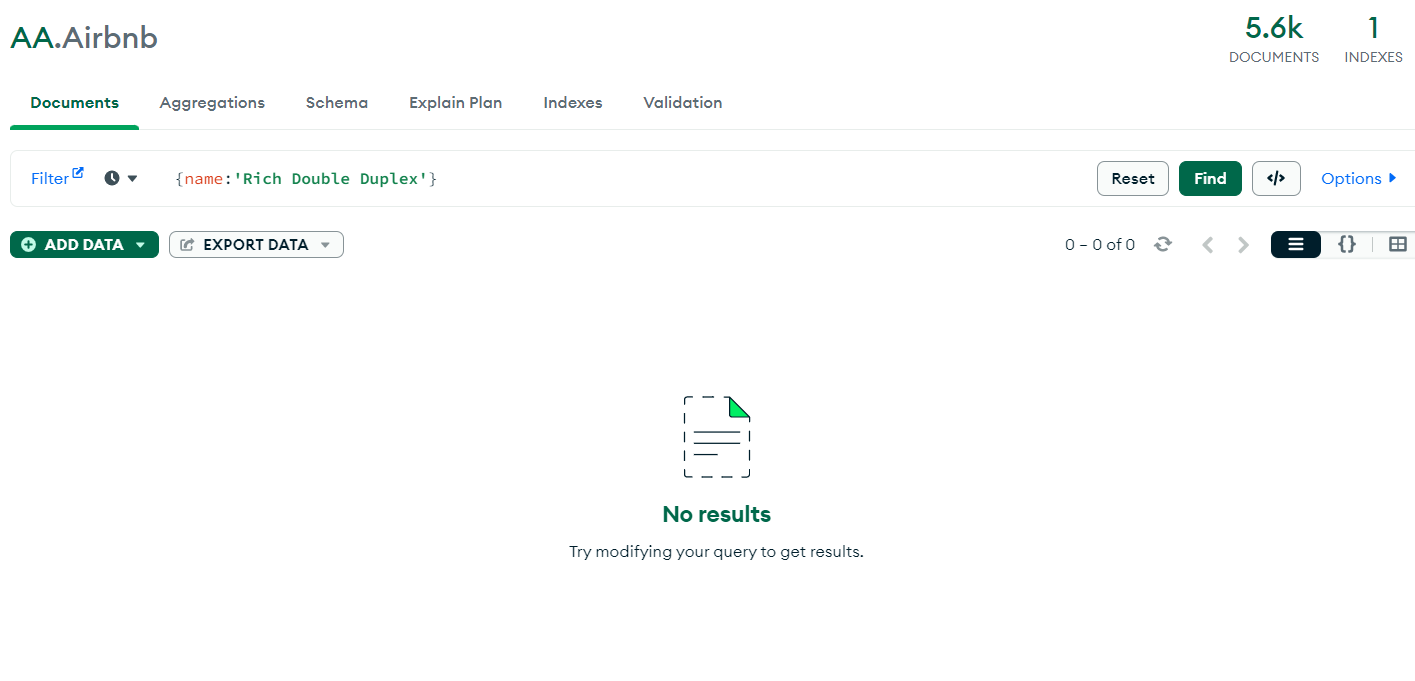 AA.Airbnb
5.6k
DOCUMENTS
1
INDEXES
Documents Aggregations Schema Explain Plan Indexes Validation
Filter {name:'Rich Double Duplex'} Reset Find </> Options
ADD DATA EXPORT DATA 0 – 0 of 0 {}
No results
Try modifying your query to get results.